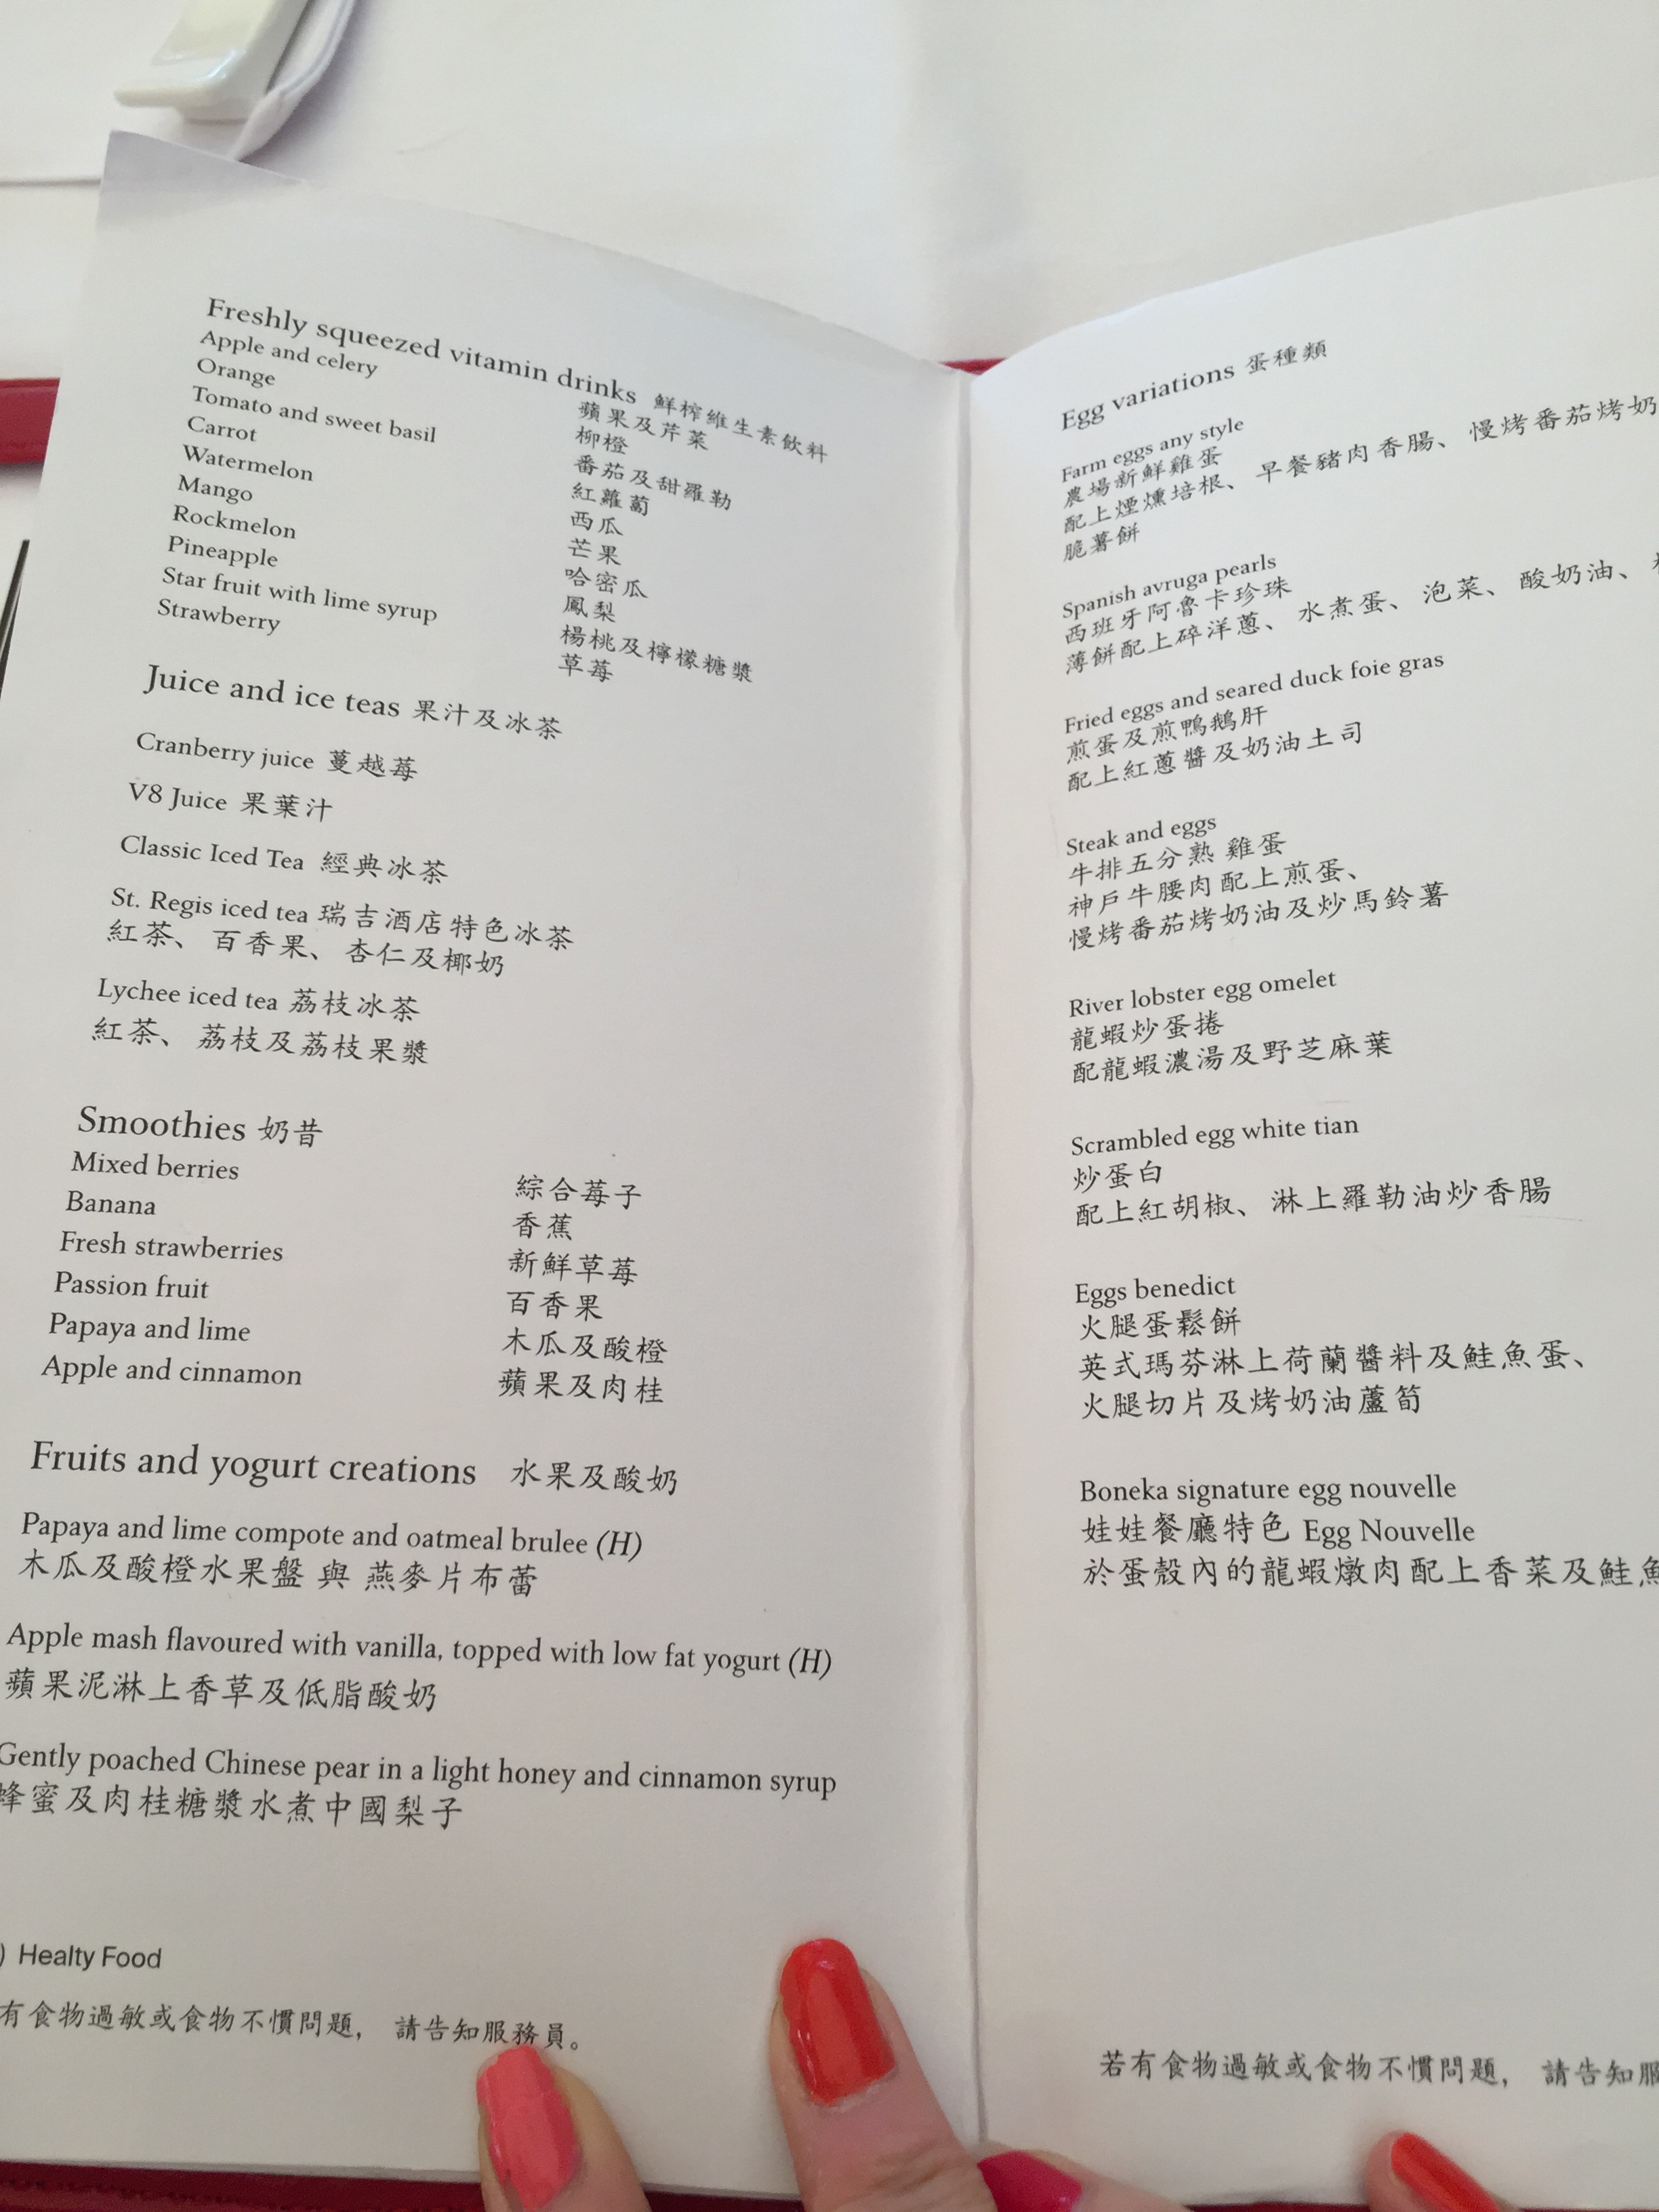 Freshly squeezed vitamin drinks 鮮榨維生素飲料
Apple and celery 蘋果及芹菜
Orange 柳橙
Tomato and sweet basil 番茄及甜羅勒
Carrot 紅蘿蔔
Watermelon 西瓜
Mango 芒果
Rockmelon 哈密瓜
Pineapple 鳳梨
Star fruit with lime syrup 楊桃及檸檬糖漿
Strawberry 草莓
Juice and ice teas 果汁及冰茶
Cranberry juice 蔓越莓
V8 Juice 果葉汁
Classic Iced Tea 經典冰茶
St. Regis iced tea 瑞吉酒店特色冰茶
紅茶、百香果、杏仁及椰奶
Lychee iced tea 荔枝冰茶
紅茶、荔枝及荔枝果漿
Smoothies 奶昔
Mixed berries 綜合莓子
Banana 香蕉
Fresh strawberries 新鮮草莓
Passion fruit 百香果
Papaya and lime 木瓜及酸橙
Apple and cinnamon 蘋果及肉桂
Fruits and yogurt creations 水果及酸奶
Papaya and lime compote and oatmeal brulee (H)
木瓜及酸橙水果盤 與 燕麥片布蕾
Apple mash flavoured with vanilla, topped with low fat yogurt (H)
蘋果泥淋上香草及低脂酸奶
Gently poached Chinese pear in a light honey and cinnamon syrup
蜂蜜及肉桂糖漿水煮中國梨子
) Healty Food
有食物過敏或食物不慣問題，請告知服務員。
Egg variations 蛋種類
Farm eggs any style
農場新鮮雞蛋
配上煙燻培根、早餐豬肉香腸、慢烤番茄烤奶
脆薯餅
Spanish avruga pearls
西班牙阿魯卡珍珠
薄餅配上碎洋蔥、水煮蛋、泡菜、酸奶油、
Fried eggs and seared duck foie gras
煎蛋及煎鴨鵝肝
配上紅蔥醬及奶油土司
Steak and eggs
牛排五分熟 雞蛋
神戶牛腰肉配上煎蛋、
慢烤番茄烤奶油及炒馬鈴薯
River lobster egg omelet
龍蝦炒蛋捲
配龍蝦濃湯及野芝麻葉
Scrambled egg white tian
炒蛋白
配上紅胡椒、淋上羅勒油炒香腸
Eggs benedict
火腿蛋鬆餅
英式瑪芬淋上荷蘭醬料及鮭魚蛋、
火腿切片及烤奶油蘆筍
Boneka signature egg nouvelle
娃娃餐廳特色 Egg Nouvelle
於蛋殼內的龍蝦燉肉配上香菜及鮭魚
若有食物過敏或食物不慣問題，請告知服